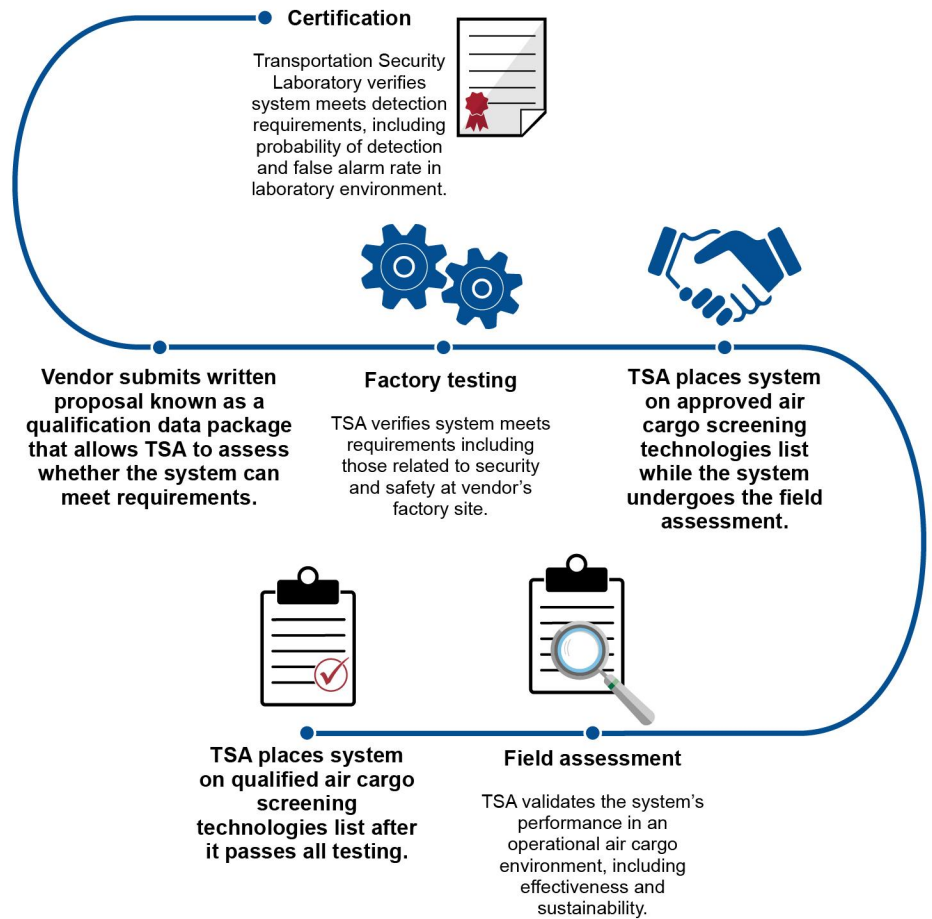 Certification
Transportation Security
Laboratory verifies
system meets detection
requirements, including
probability of detection
and false alarm rate in
laboratory environment.
Vendor submits written
proposal known as a
qualification data package
that allows TSA to assess
whether the system can
meet requirements.
Factory testing
TSA verifies system meets
requirements including
those related to security
and safety at vendor’s
factory site.
TSA places system
on approved air
cargo screening
technologies list
while the system
undergoes the field
assessment.
Field assessment
TSA validates the system’s
performance in an
operational air cargo
environment, including
effectiveness and
sustainability.
TSA places system
on qualified air cargo
screening
technologies list after
it passes all testing.